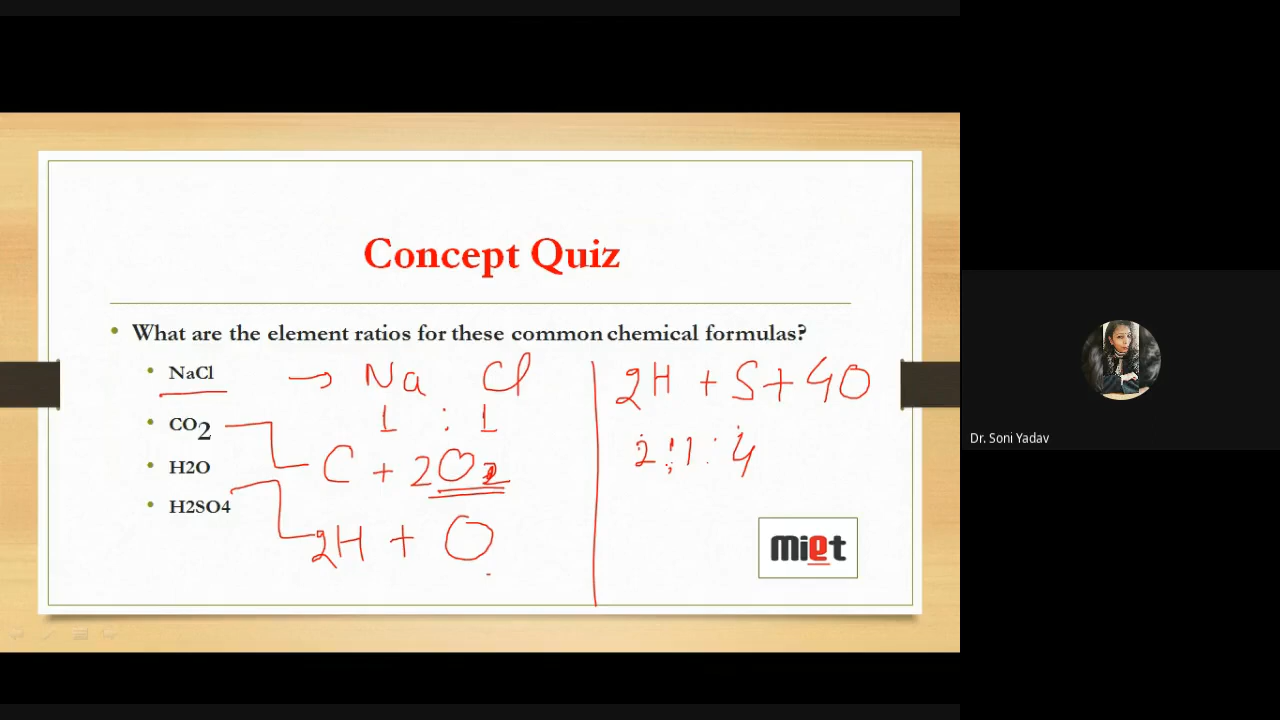 Concept Quiz
• What are the element ratios for these common chemical formulas?
• NaCl → Na Cl
1 : 1
• CO2
C + 2O2
• H2O
• H2SO4
2H + O
2H + S + 4O
2 : 1 : 4
miet
Dr. Soni Yadav